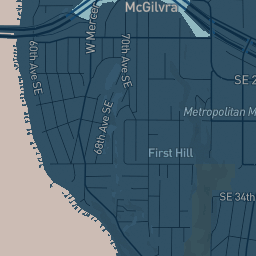 McGilvra
W Mercer
70th Ave SE
60th Ave SE
SE 2
Metropolitan M
68th Ave SE
First Hill
SE 34th